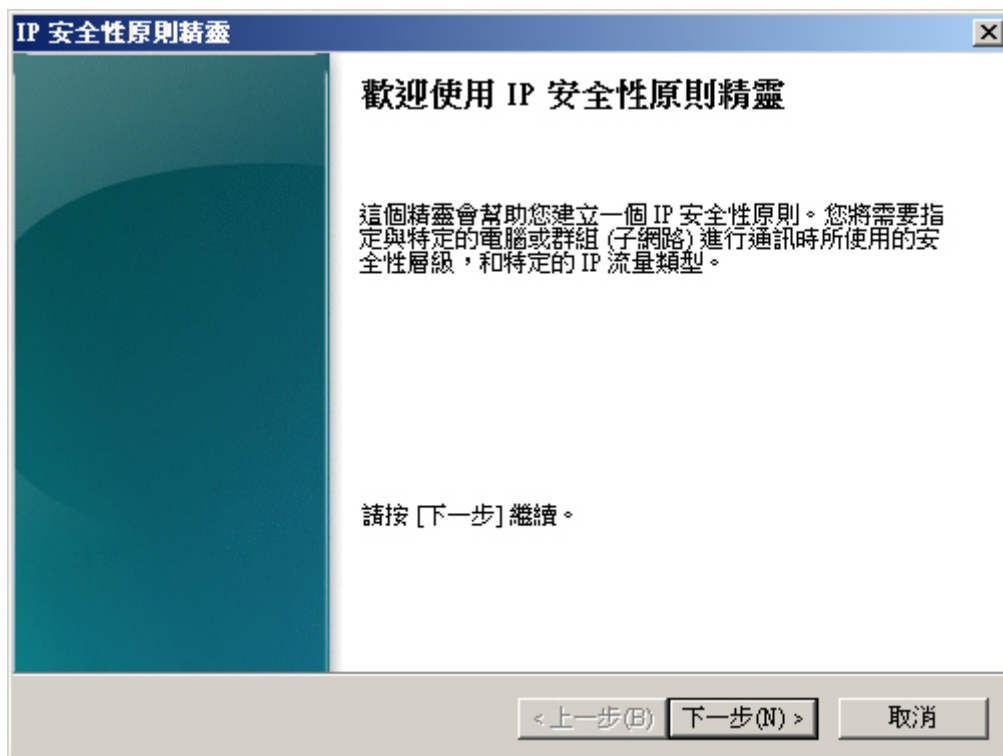 IP 安全性原則精靈
歡迎使用 IP 安全性原則精靈
這個精靈會幫助您建立一個 IP 安全性原則。您將需要指
定與特定的電腦或群組 (子網路) 進行通訊時所使用的安
全性層級，和特定的 IP 流量類型。
請按 [下一步] 繼續。
<上一步(B) 下一步(N) > 取消